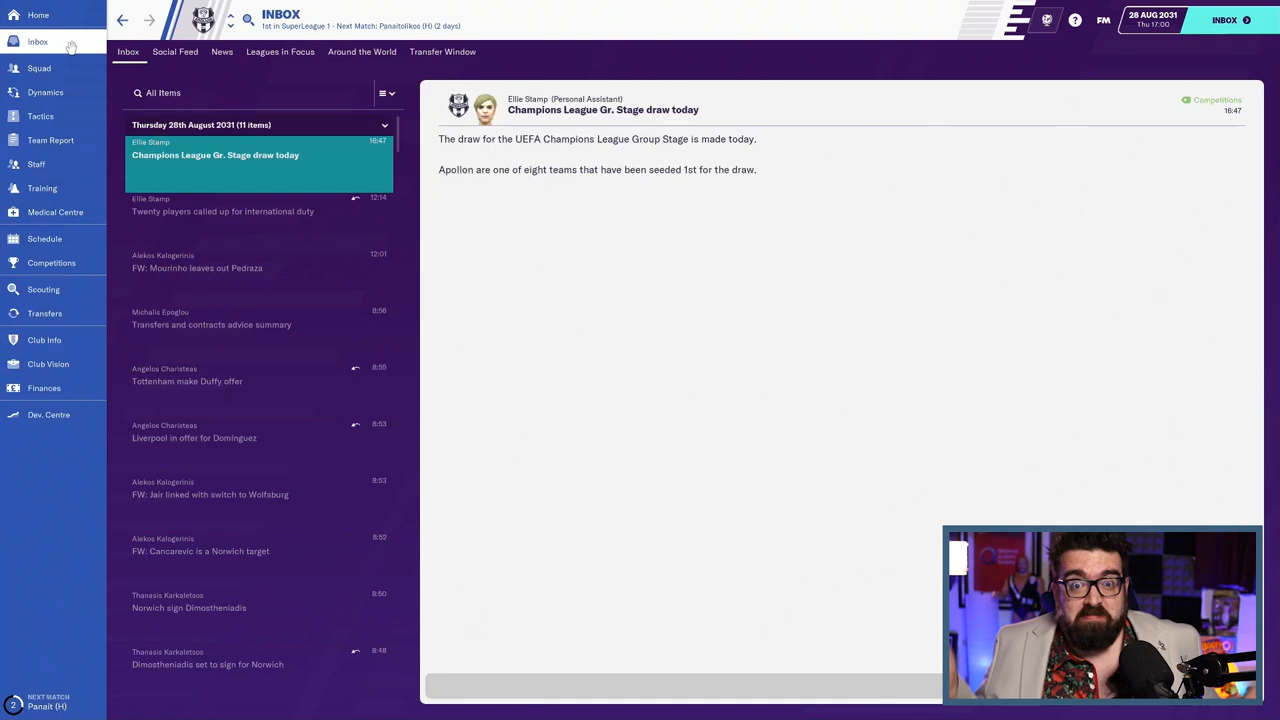 Home
Inbox
Squad
Dynamics
Tactics
Team Report
Staff
Training
Medical Centre
Schedule
Competitions
Scouting
Transfers
Club Info
Club Vision
Finances
Dev. Centre
2
NEXT MATCH
Panait (H)
INBOX
1st in SuperLeague 1 - Next Match: Panaitolikos (H) (2 days)
?
FM
28 AUG 2031
Thu 17:00
INBOX
Inbox
Social Feed
News
Leagues in Focus
Around the World
Transfer Window
All Items
Thursday 28th August 2031 (11 items)
Ellie Stamp 16:47
Champions League Gr. Stage draw today
Ellie Stamp 12:14
Twenty players called up for international duty
Alekos Kalogerinis 12:01
FW: Mourinho leaves out Pedraza
Michalis Epoglou 8:56
Transfers and contracts advice summary
Angelos Charisteas 8:55
Tottenham make Duffy offer
Angelos Charisteas 8:53
Liverpool in offer for Domínguez
Alekos Kalogerinis 8:53
FW: Jair linked with switch to Wolfsburg
Alekos Kalogerinis 8:52
FW: Cancarevic is a Norwich target
Thanasis Karkaletsos 8:50
Norwich sign Dimostheniadis
Thanasis Karkaletsos 8:48
Dimostheniadis set to sign for Norwich
Ellie Stamp (Personal Assistant)
Champions League Gr. Stage draw today
Competitions
16:47
The draw for the UEFA Champions League Group Stage is made today.
Apollon are one of eight teams that have been seeded 1st for the draw.